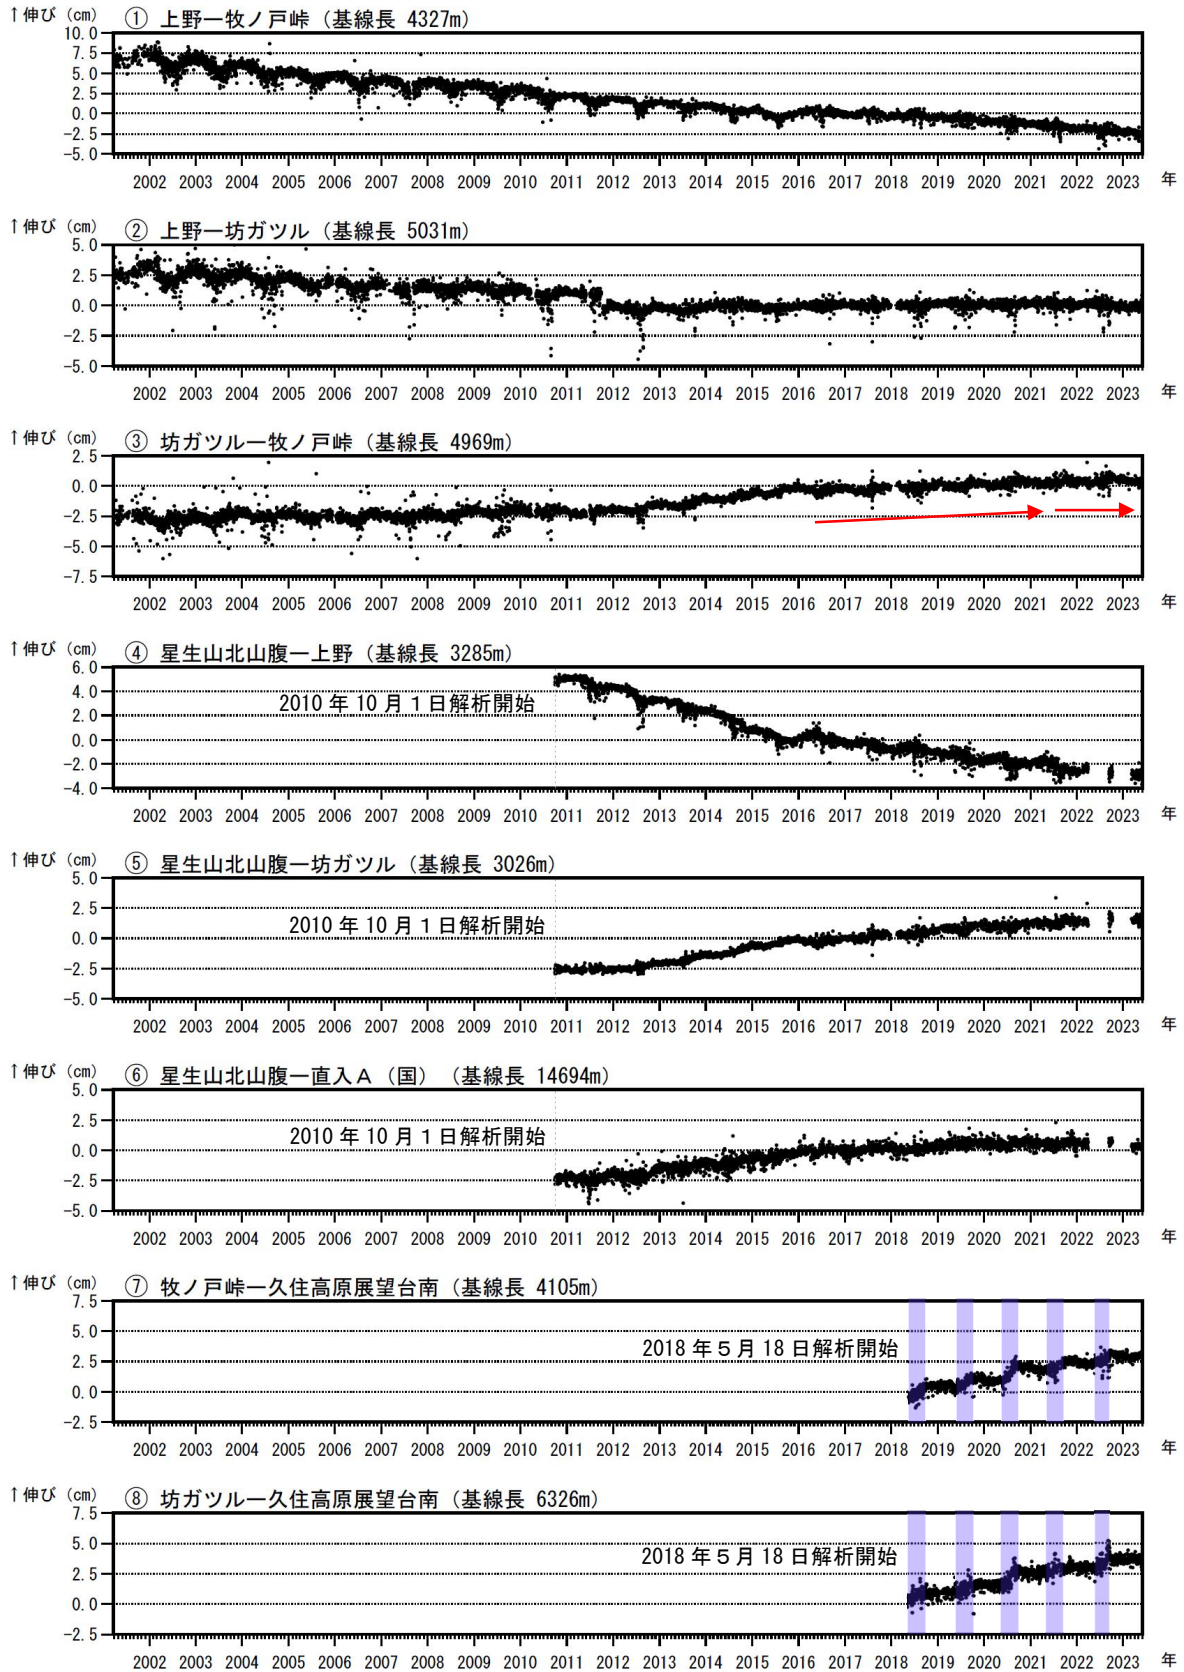 ↑伸び (cm) ① 上野ー牧ノ戸峠（基線長 4327m）
10.0
7.5
5.0
2.5
0.0
-2.5
-5.0
2002 2003 2004 2005 2006 2007 2008 2009 2010 2011 2012 2013 2014 2015 2016 2017 2018 2019 2020 2021 2022 2023 年
↑伸び (cm) ② 上野ー坊ガツル（基線長 5031m）
5.0
2.5
0.0
-2.5
-5.0
2002 2003 2004 2005 2006 2007 2008 2009 2010 2011 2012 2013 2014 2015 2016 2017 2018 2019 2020 2021 2022 2023 年
↑伸び (cm) ③ 坊ガツルー牧ノ戸峠（基線長 4969m）
2.5
0.0
-2.5
-5.0
-7.5
2002 2003 2004 2005 2006 2007 2008 2009 2010 2011 2012 2013 2014 2015 2016 2017 2018 2019 2020 2021 2022 2023 年
↑伸び (cm) ④ 星生山北山腹ー上野（基線長 3285m）
6.0
4.0
2010 年 10 月 1 日解析開始
2.0
0.0
-2.0
-4.0
2002 2003 2004 2005 2006 2007 2008 2009 2010 2011 2012 2013 2014 2015 2016 2017 2018 2019 2020 2021 2022 2023 年
↑伸び (cm) ⑤ 星生山北山腹ー坊ガツル（基線長 3026m）
5.0
2.5
2010 年 10 月 1 日解析開始
0.0
-2.5
-5.0
2002 2003 2004 2005 2006 2007 2008 2009 2010 2011 2012 2013 2014 2015 2016 2017 2018 2019 2020 2021 2022 2023 年
↑伸び (cm) ⑥ 星生山北山腹ー直入Ａ（国）（基線長 14694m）
5.0
2.5
2010 年 10 月 1 日解析開始
0.0
-2.5
-5.0
2002 2003 2004 2005 2006 2007 2008 2009 2010 2011 2012 2013 2014 2015 2016 2017 2018 2019 2020 2021 2022 2023 年
↑伸び (cm) ⑦ 牧ノ戸峠ー久住高原展望台南（基線長 4105m）
7.5
5.0
2018 年 5 月 18 日解析開始
2.5
0.0
-2.5
2002 2003 2004 2005 2006 2007 2008 2009 2010 2011 2012 2013 2014 2015 2016 2017 2018 2019 2020 2021 2022 2023 年
↑伸び (cm) ⑧ 坊ガツルー久住高原展望台南（基線長 6326m）
7.5
5.0
2018 年 5 月 18 日解析開始
2.5
0.0
-2.5
2002 2003 2004 2005 2006 2007 2008 2009 2010 2011 2012 2013 2014 2015 2016 2017 2018 2019 2020 2021 2022 2023 年